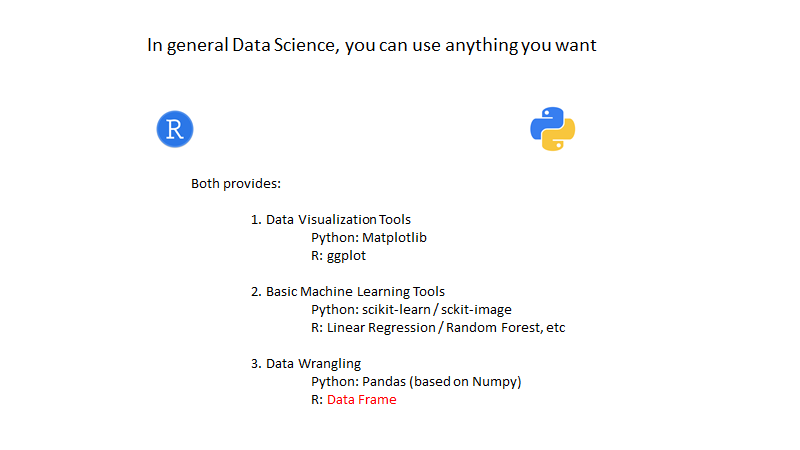 In general Data Science, you can use anything you want
R
Both provides:
1. Data Visualization Tools
Python: Matplotlib
R: ggplot
2. Basic Machine Learning Tools
Python: scikit-learn / sckit-image
R: Linear Regression / Random Forest, etc
3. Data Wrangling
Python: Pandas (based on Numpy)
R: Data Frame